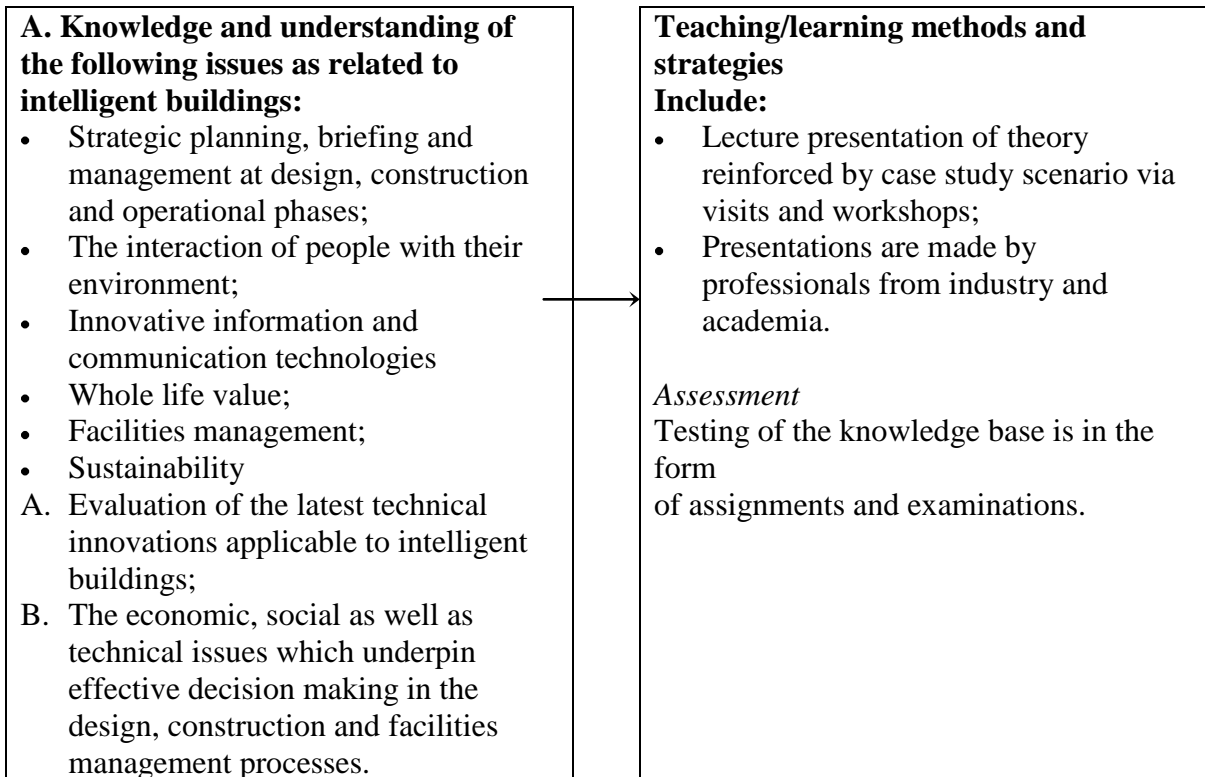 A. Knowledge and understanding of
the following issues as related to
intelligent buildings:
• Strategic planning, briefing and
management at design, construction
and operational phases;
• The interaction of people with their
environment;
• Innovative information and
communication technologies
• Whole life value;
• Facilities management;
• Sustainability
A. Evaluation of the latest technical
innovations applicable to intelligent
buildings;
B. The economic, social as well as
technical issues which underpin
effective decision making in the
design, construction and facilities
management processes.
Teaching/learning methods and
strategies
Include:
• Lecture presentation of theory
reinforced by case study scenario via
visits and workshops;
• Presentations are made by
professionals from industry and
academia.
Assessment
Testing of the knowledge base is in the
form
of assignments and examinations.